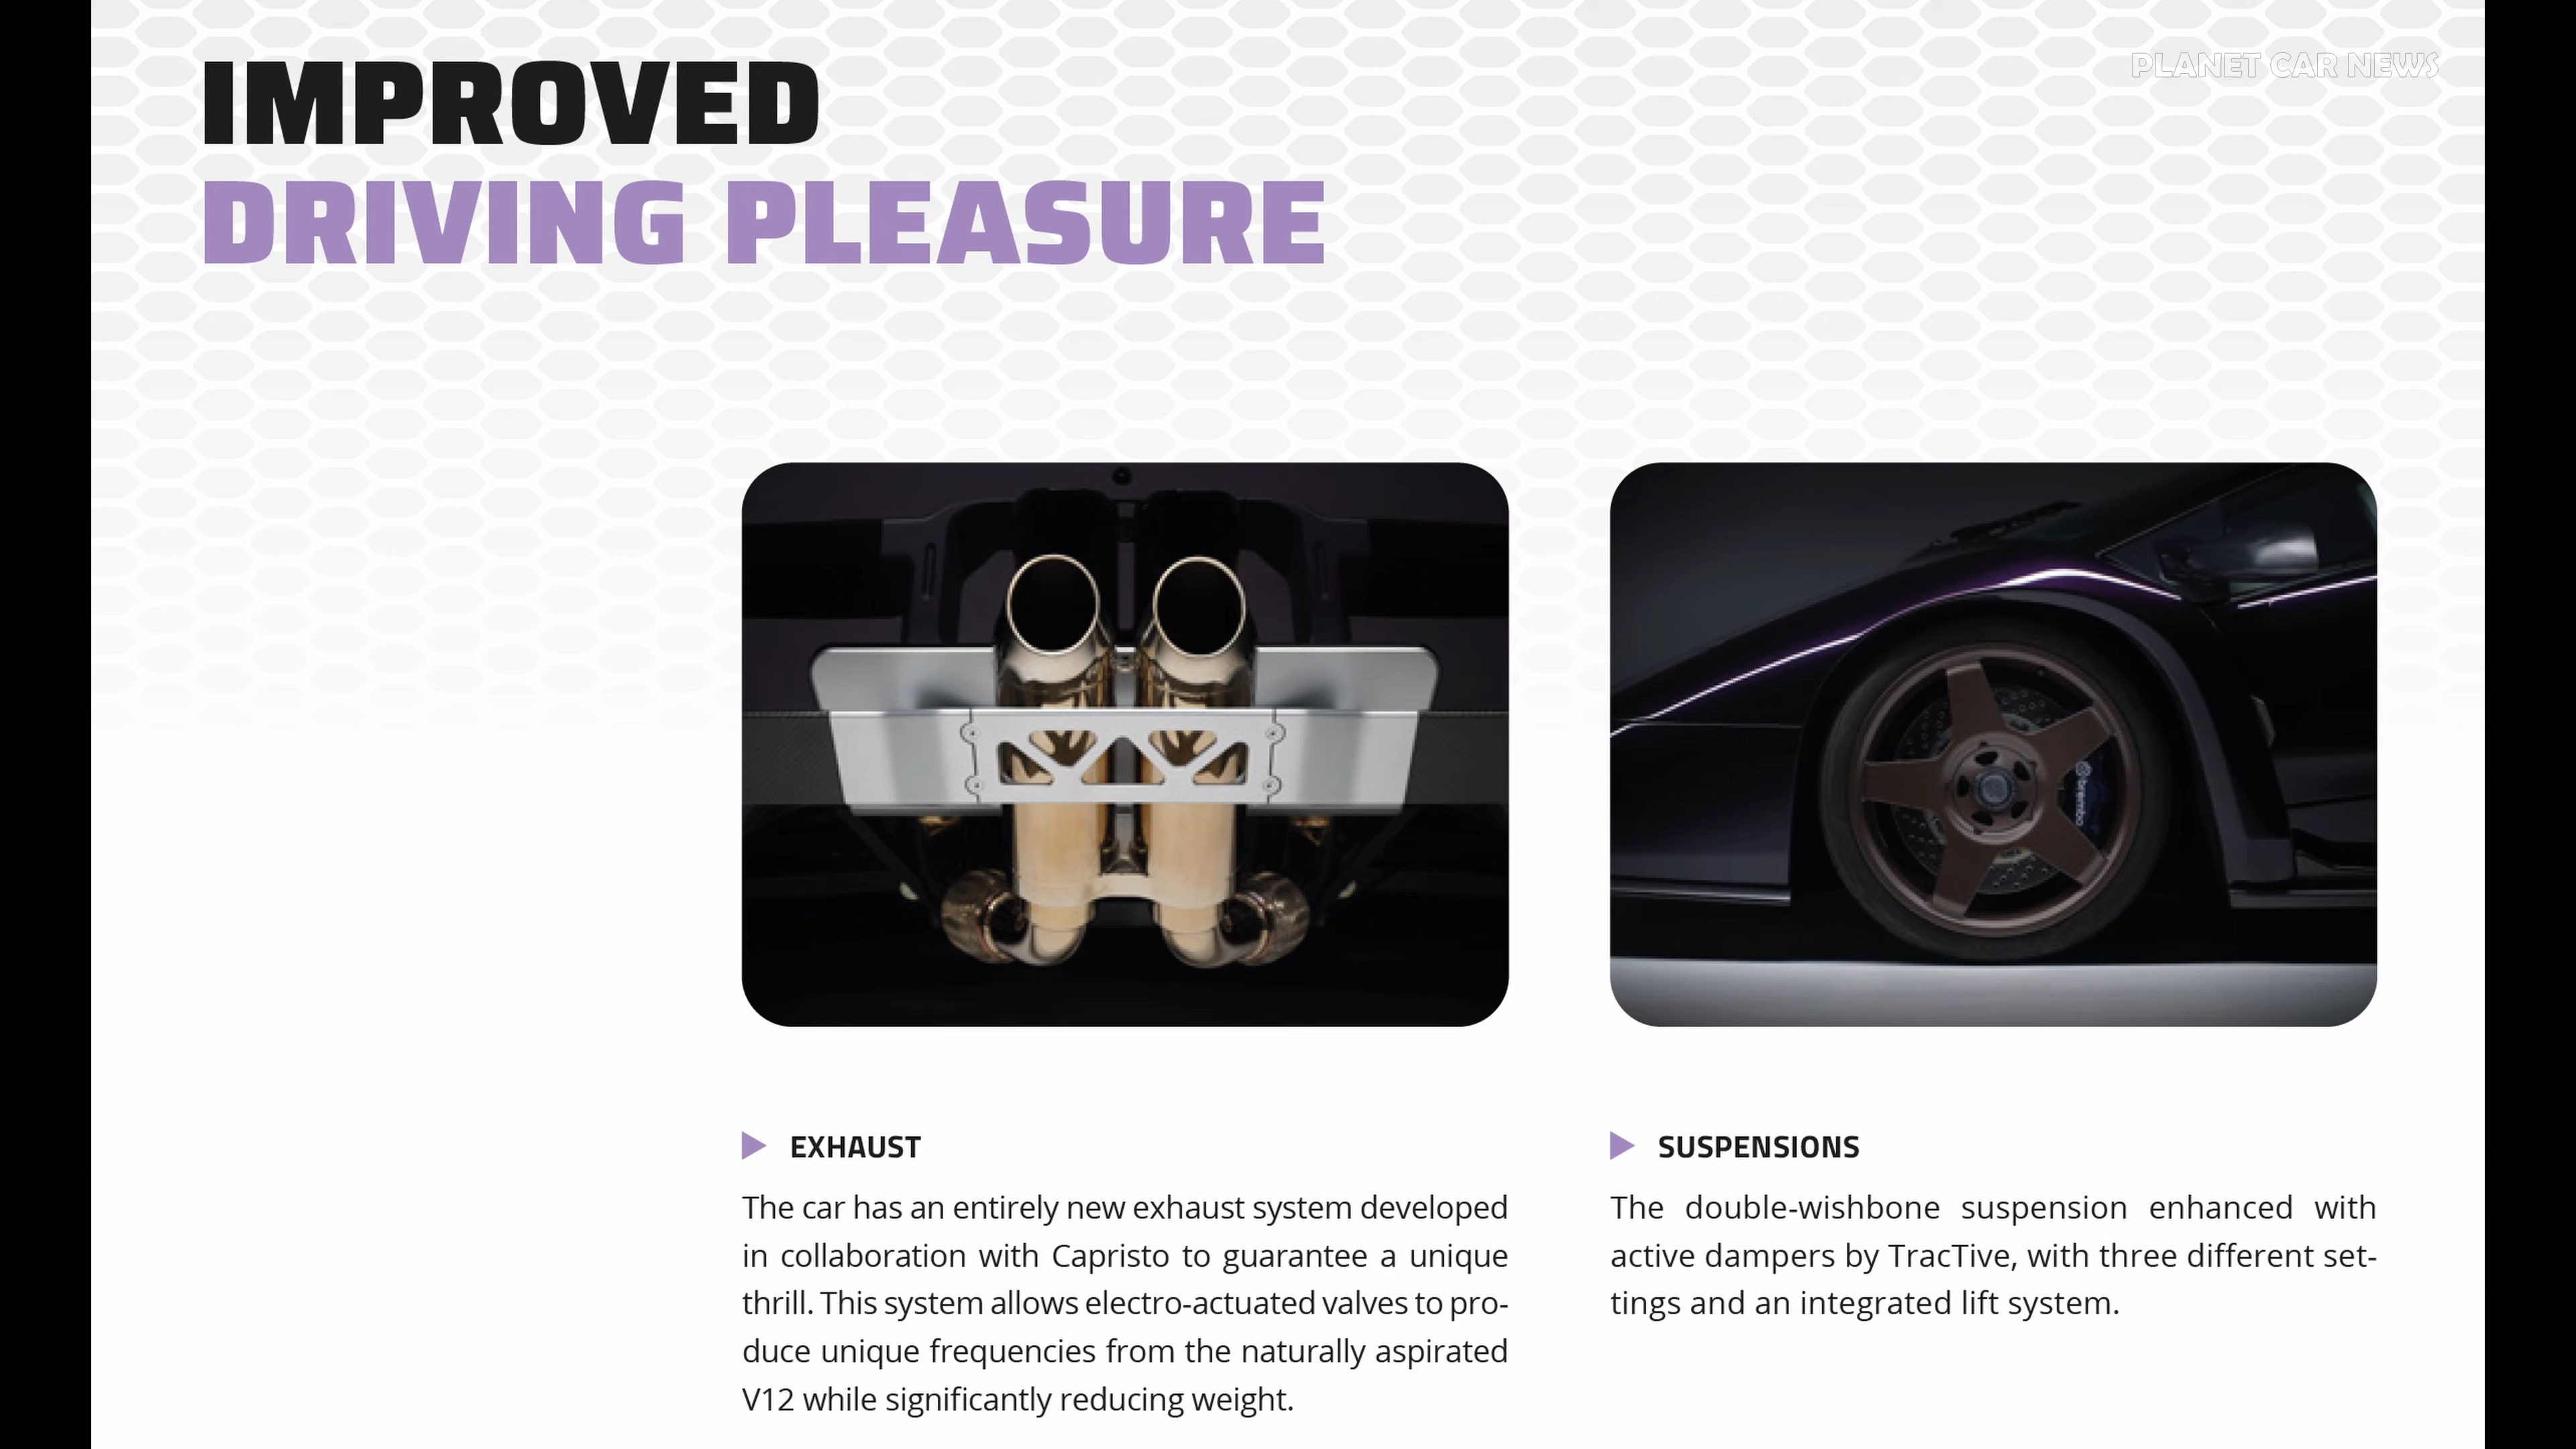 PLANET CAR NEWS
IMPROVED
DRIVING PLEASURE
brembo
EXHAUST
The car has an entirely new exhaust system developed
in collaboration with Capristo to guarantee a unique
thrill. This system allows electro-actuated valves to pro-
duce unique frequencies from the naturally aspirated
V12 while significantly reducing weight.
SUSPENSIONS
The double-wishbone suspension enhanced with
active dampers by TracTive, with three different set-
tings and an integrated lift system.